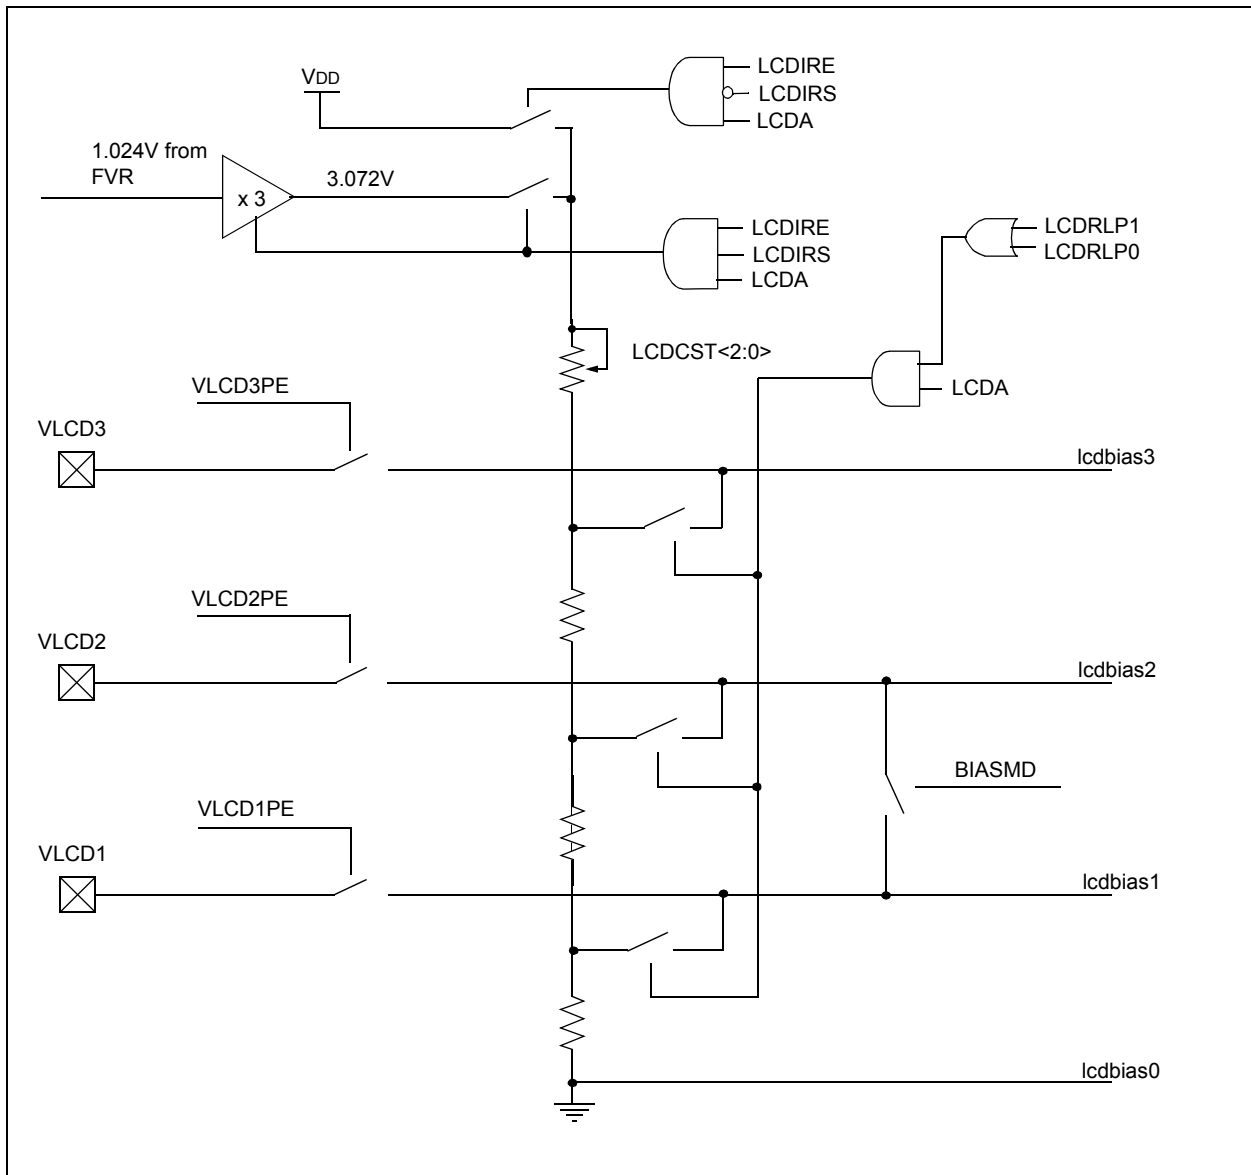 VDD
LCDIRE
LCDIRS
LCDA
1.024V from
FVR
x 3
3.072V
LCDIRE
LCDIRS
LCDA
LCDRLP1
LCDRLP0
LCDCST<2:0>
LCDA
VLCD3PE
VLCD3
lcdbias3
VLCD2PE
VLCD2
lcdbias2
BIASMD
VLCD1PE
VLCD1
lcdbias1
lcdbias0